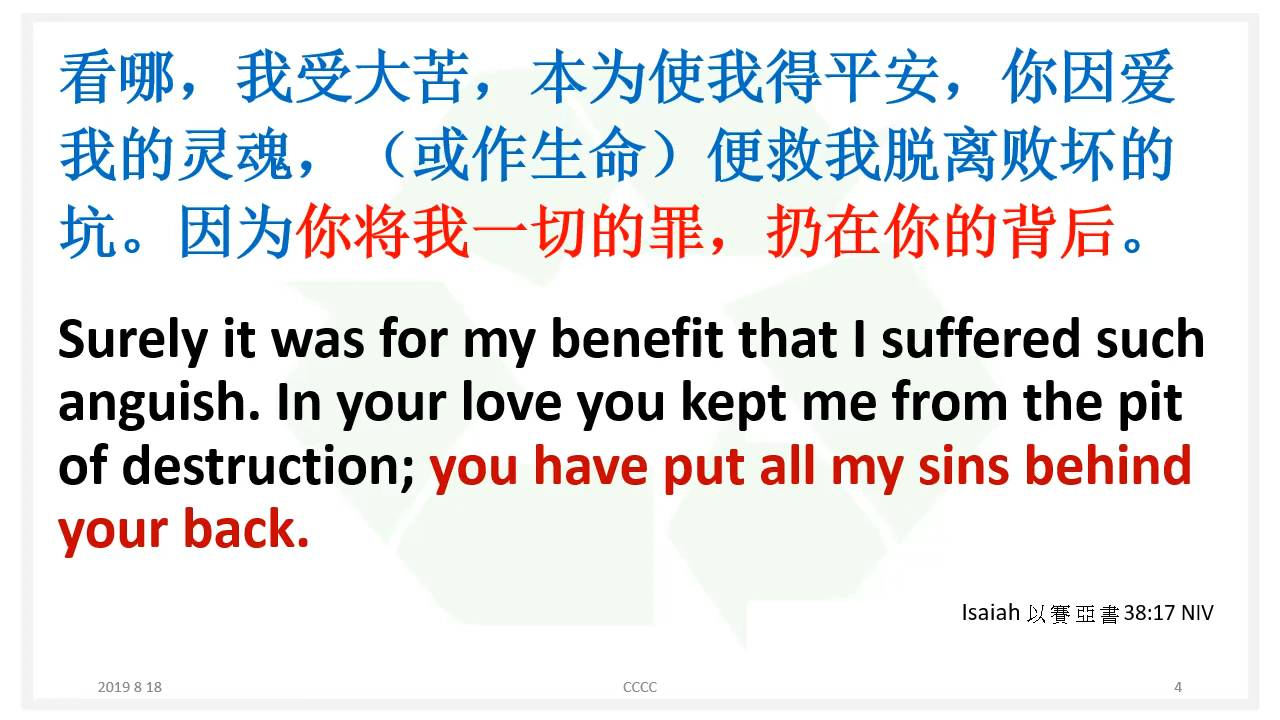 看哪，我受大苦，本为使我得平安，你因爱
我的灵魂，（或作生命）便救我脱离败坏的
坑。因为你将我一切的罪，扔在你的背后。
Surely it was for my benefit that I suffered such
anguish. In your love you kept me from the pit
of destruction; you have put all my sins behind
your back.
Isaiah 以賽亞書 38:17 NIV
2019 8 18
CCCC
4